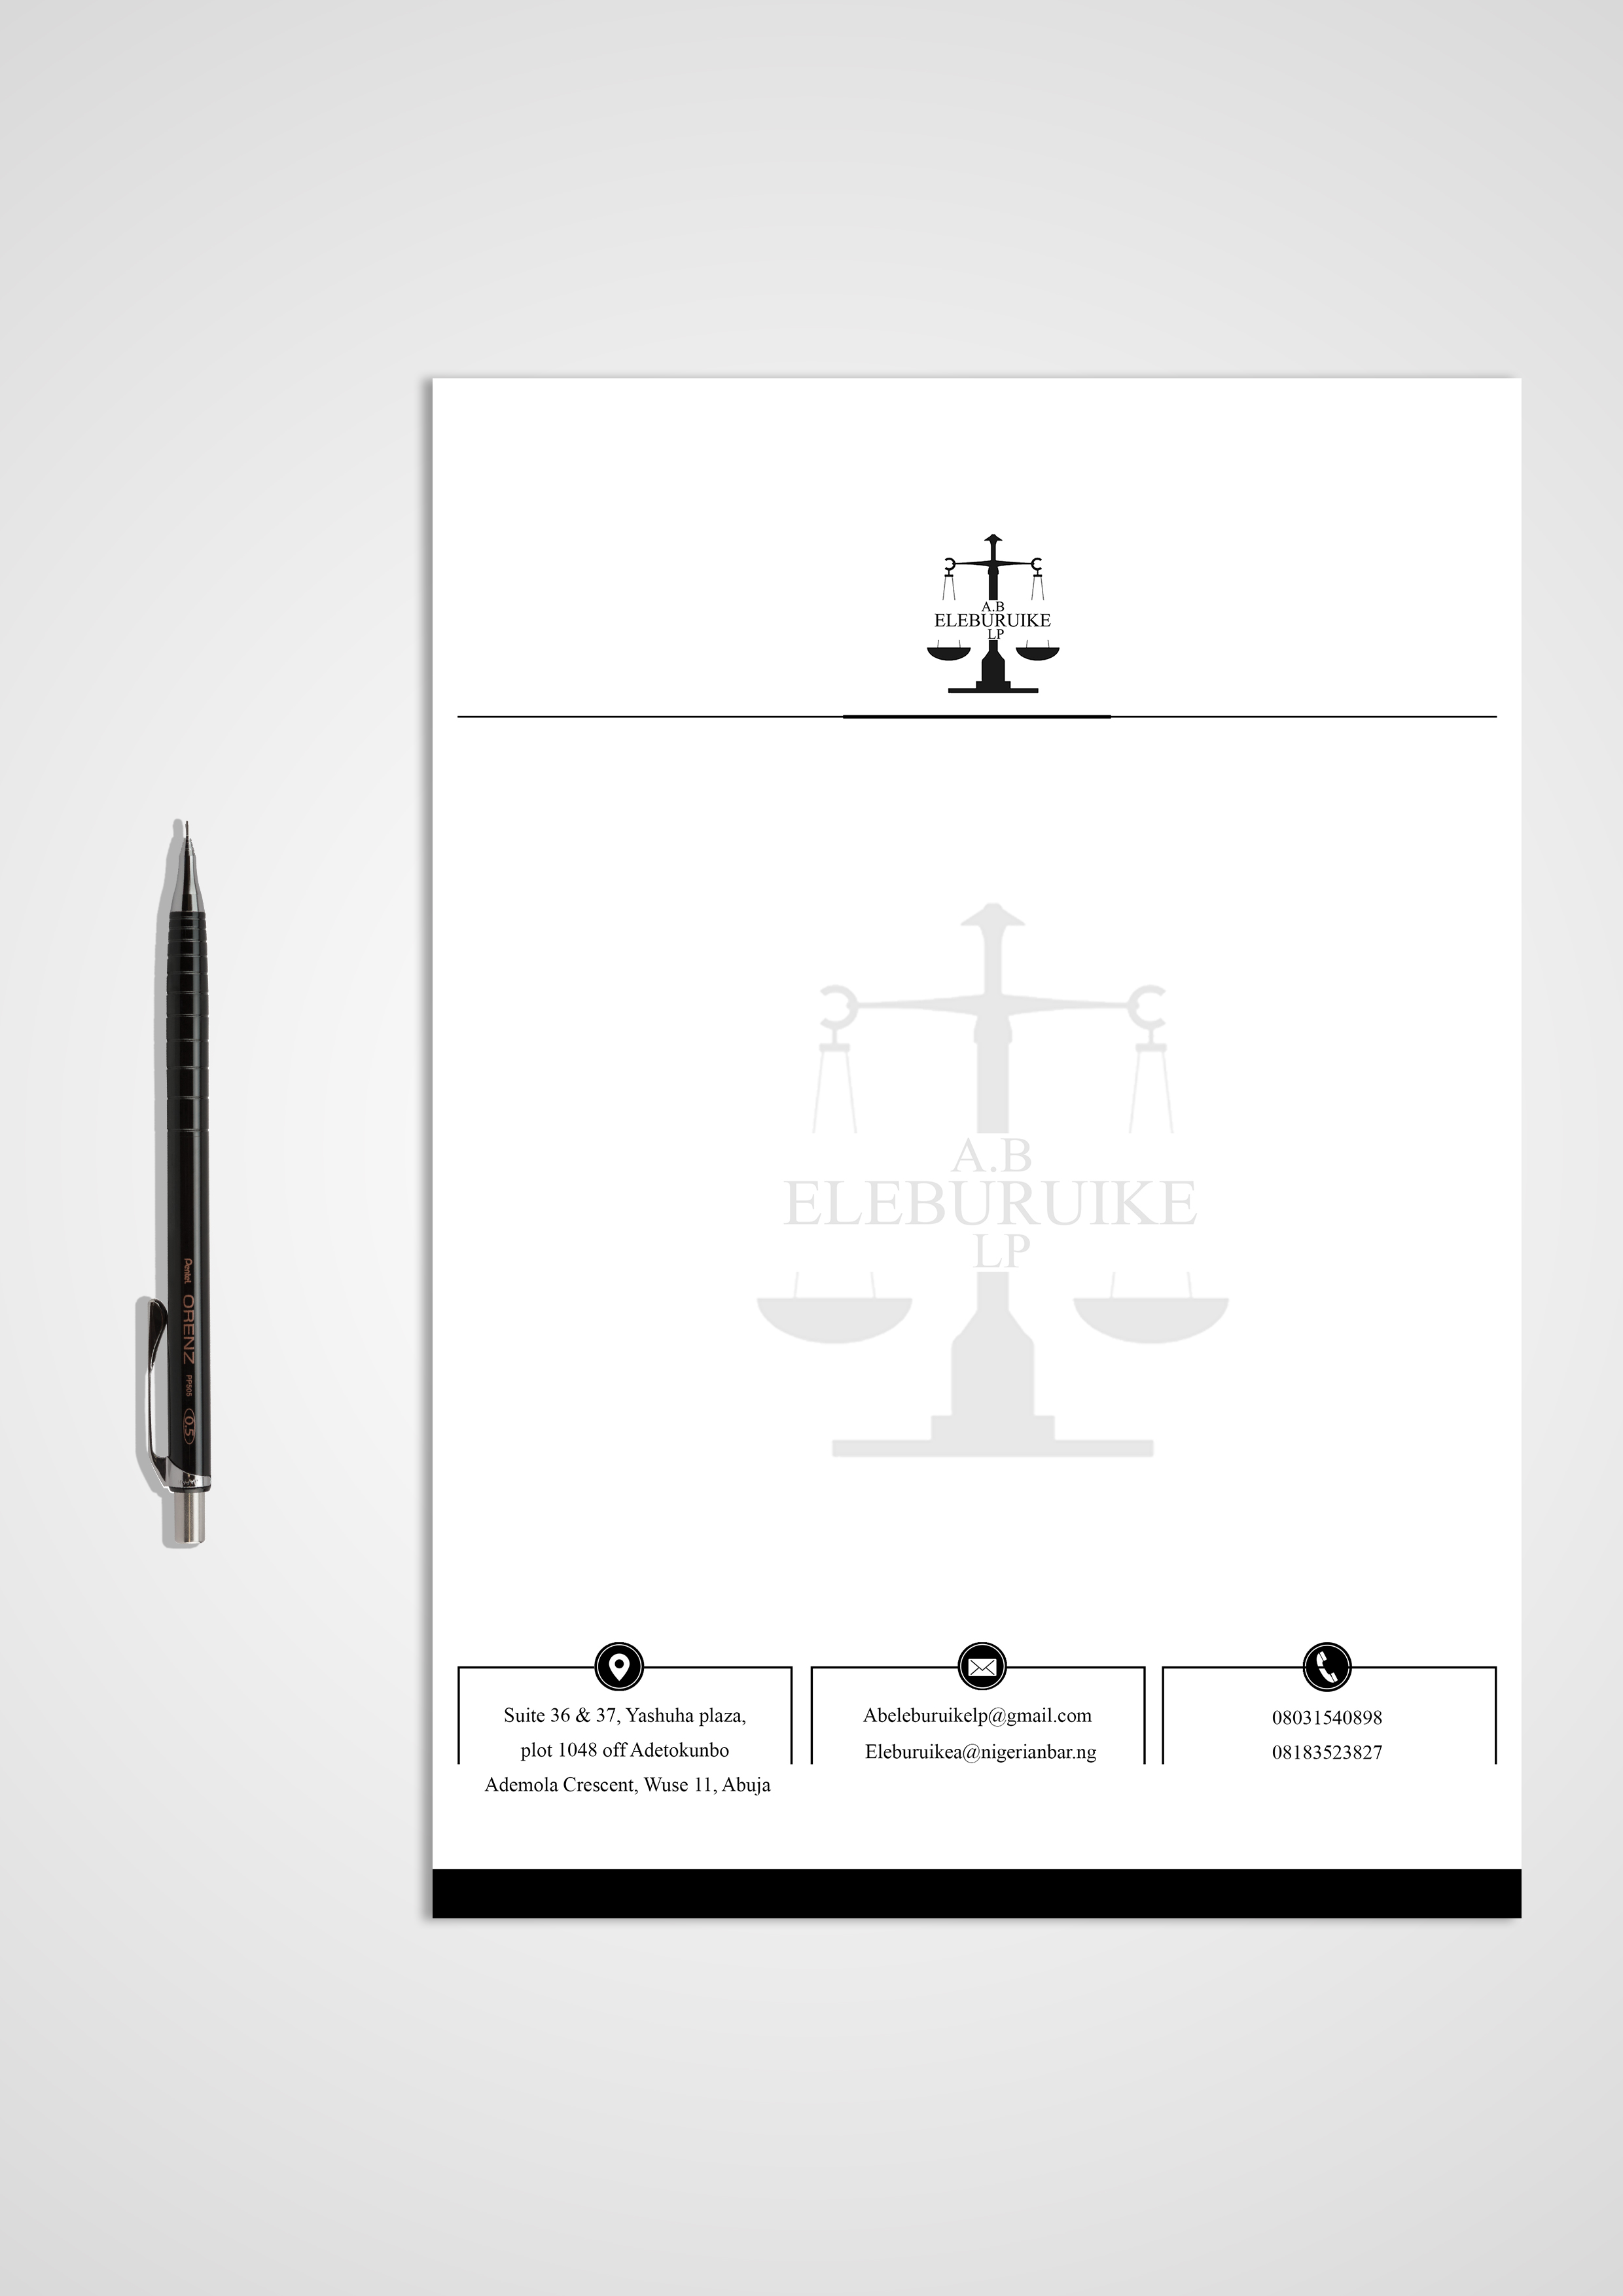 A.B
ELEBURUIKE
LP
A.B
ELEBURUIKE
LP
Pentel ORENZ PP505 0.5
Suite 36 & 37, Yashuha plaza,
plot 1048 off Adetokunbo
Ademola Crescent, Wuse 11, Abuja
Abeleburuikelp@gmail.com
Eleburuikea@nigerianbar.ng
08031540898
08183523827